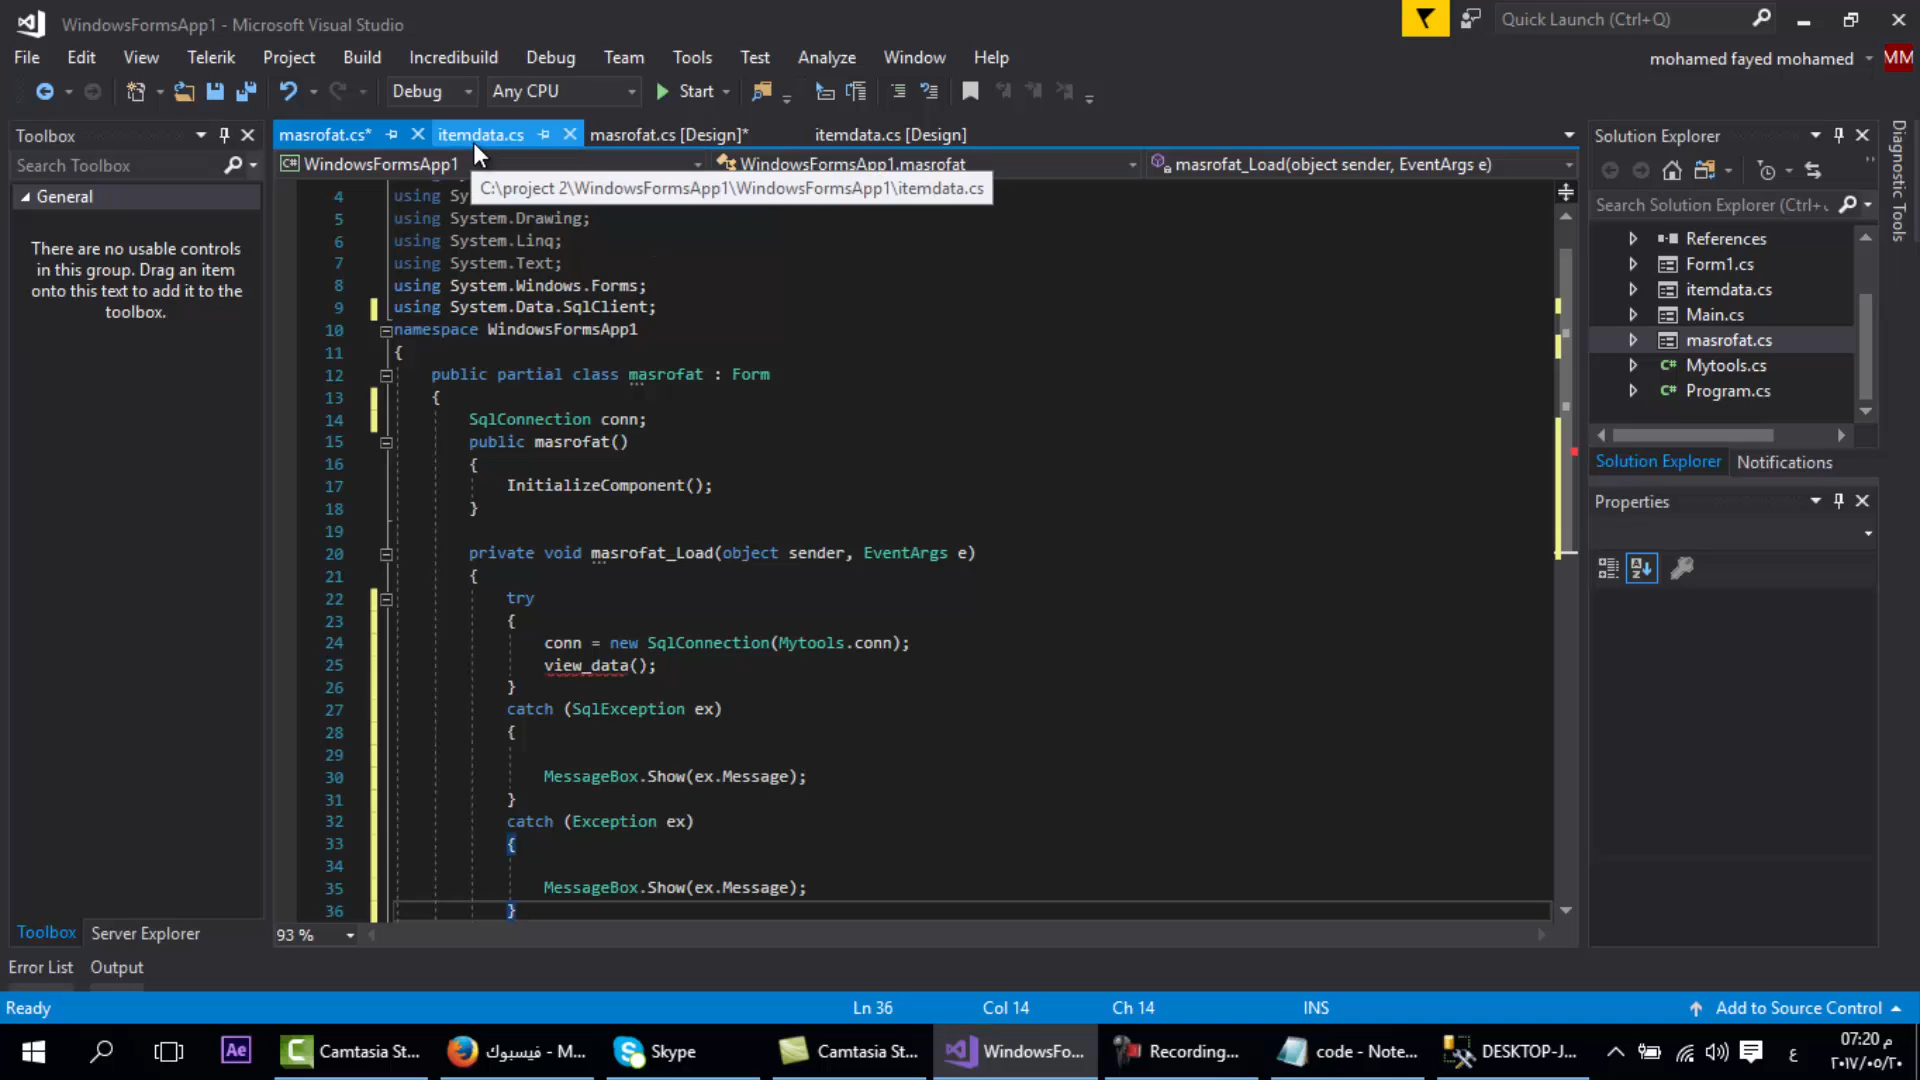 WindowsFormsApp1 - Microsoft Visual Studio
Quick Launch (Ctrl+Q)
File Edit View Telerik Project Build Incredibuild Debug Team Tools Test Analyze Window Help
mohamed fayed mohamed MM
Debug Any CPU Start
Toolbox
Search Toolbox
General
There are no usable controls
in this group. Drag an item
onto this text to add it to the
toolbox.
Toolbox Server Explorer
masrofat.cs* itemdata.cs masrofat.cs [Design]* itemdata.cs [Design]
C# WindowsFormsApp1 WindowsFormsApp1.masrofat masrofat_Load(object sender, EventArgs e)
C:\project 2\WindowsFormsApp1\WindowsFormsApp1\itemdata.cs
4 using Sy
5 using System.Drawing;
6 using System.Linq;
7 using System.Text;
8 using System.Windows.Forms;
9 using System.Data.SqlClient;
10 namespace WindowsFormsApp1
11 {
12 public partial class masrofat : Form
13 {
14 SqlConnection conn;
15 public masrofat()
16 {
17 InitializeComponent();
18 }
19
20 private void masrofat_Load(object sender, EventArgs e)
21 {
22 try
23 {
24 conn = new SqlConnection(Mytools.conn);
25 view_data();
26 }
27 catch (SqlException ex)
28 {
29
30 MessageBox.Show(ex.Message);
31 }
32 catch (Exception ex)
33 {
34
35 MessageBox.Show(ex.Message);
36 }
93 %
Solution Explorer
Search Solution Explorer (Ctrl+
References
Form1.cs
itemdata.cs
Main.cs
masrofat.cs
C# Mytools.cs
C# Program.cs
Solution Explorer Notifications
Properties
Diagnostic Tools
Error List Output
Ready Ln 36 Col 14 Ch 14 INS Add to Source Control
Ae
Camtasia St...
فيسبوك - M...
Skype
Camtasia St...
WindowsFo...
Recording...
code - Note...
DESKTOP-J...
ع
07:20 م
٢٠١٧/٠٥/٢٠